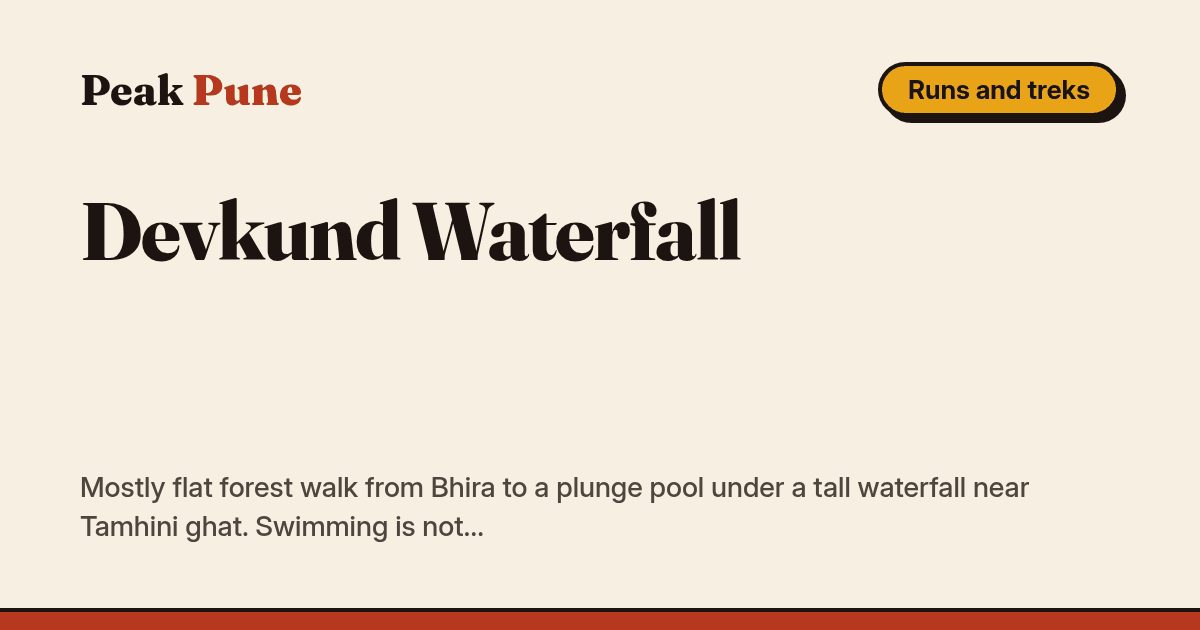 Peak Pune
Runs and treks
Devkund Waterfall
Mostly flat forest walk from Bhira to a plunge pool under a tall waterfall near
Tamhini ghat. Swimming is not...